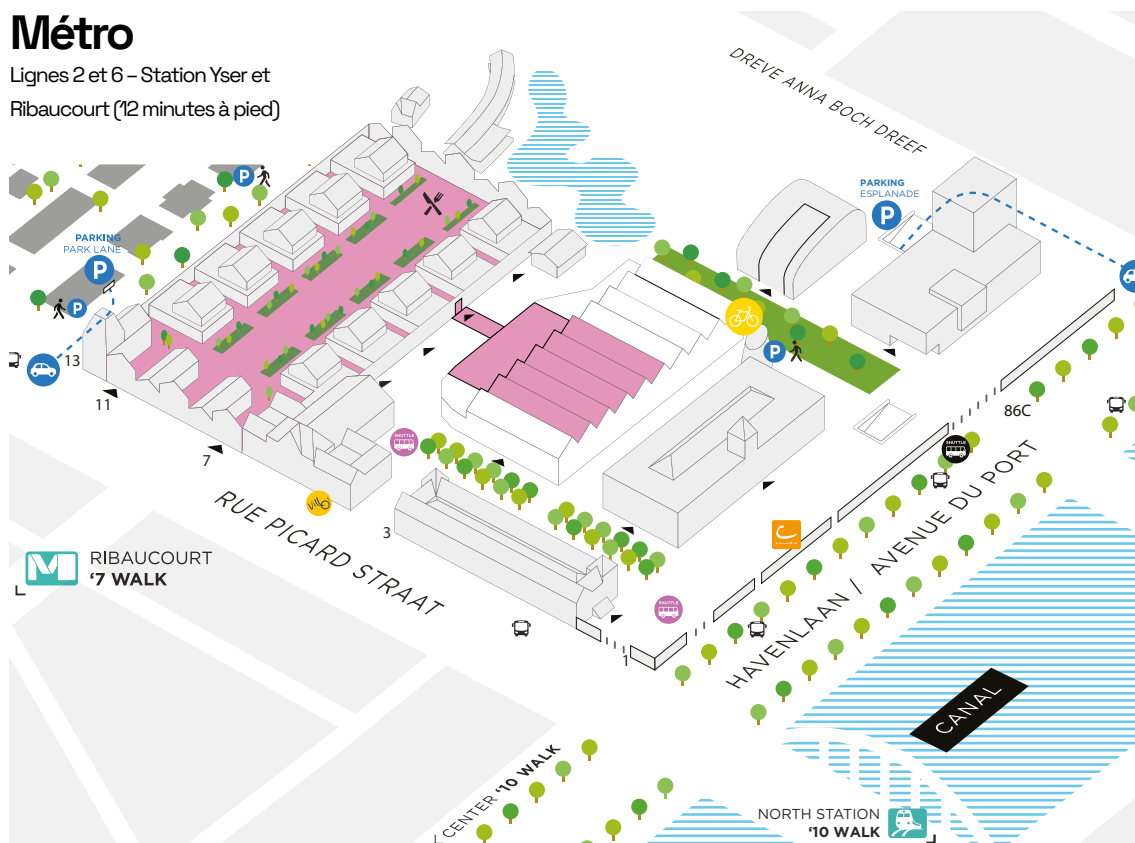 Métro
Lignes 2 et 6 – Station Yser et
Ribaucourt (12 minutes à pied)
DREVE ANNA BOCH DREEF
P
PARKING
ESPLANADE
P
PARKING
PARK LANE
P
P
13
11
7
SHUTTLE
P
86C
SHUTTLE
RUE PICARD STRAAT
villo
3
HAVENLAAN / AVENUE DU PORT
M
RIBAUCOURT
‘7 WALK
SHUTTLE
1
CANAL
CENTER ‘10 WALK
NORTH STATION
‘10 WALK